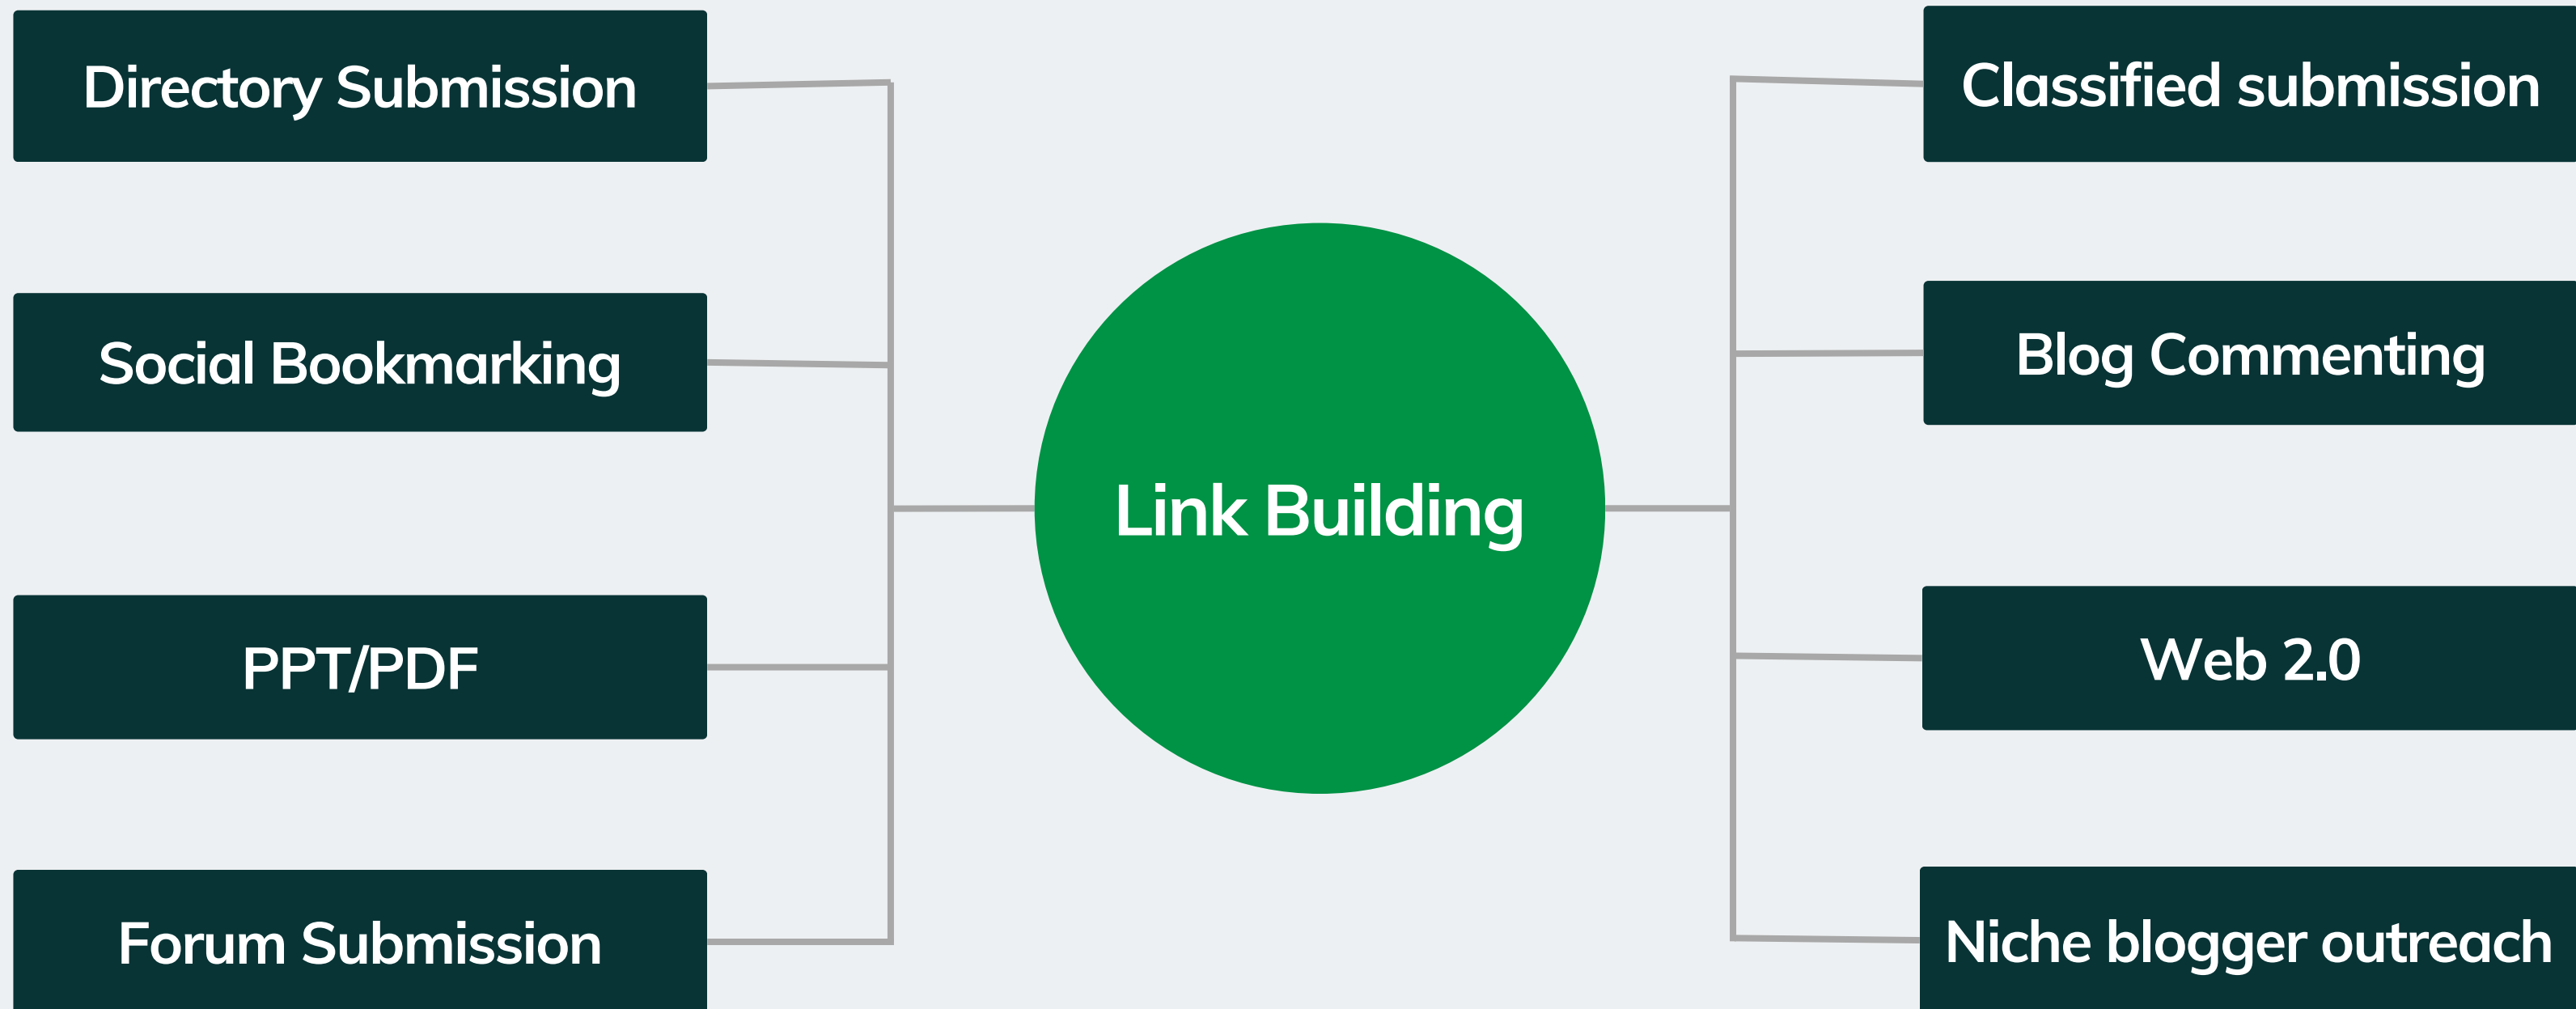 Directory Submission
Social Bookmarking
PPT/PDF
Forum Submission
Link Building
Classified submission
Blog Commenting
Web 2.0
Niche blogger outreach